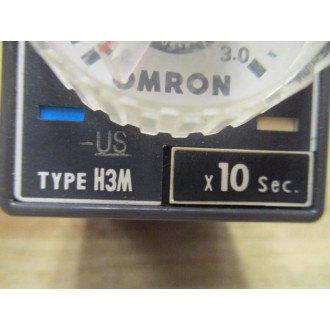 3.0
OMRON
-US
TYPE H3M
x10 Sec.